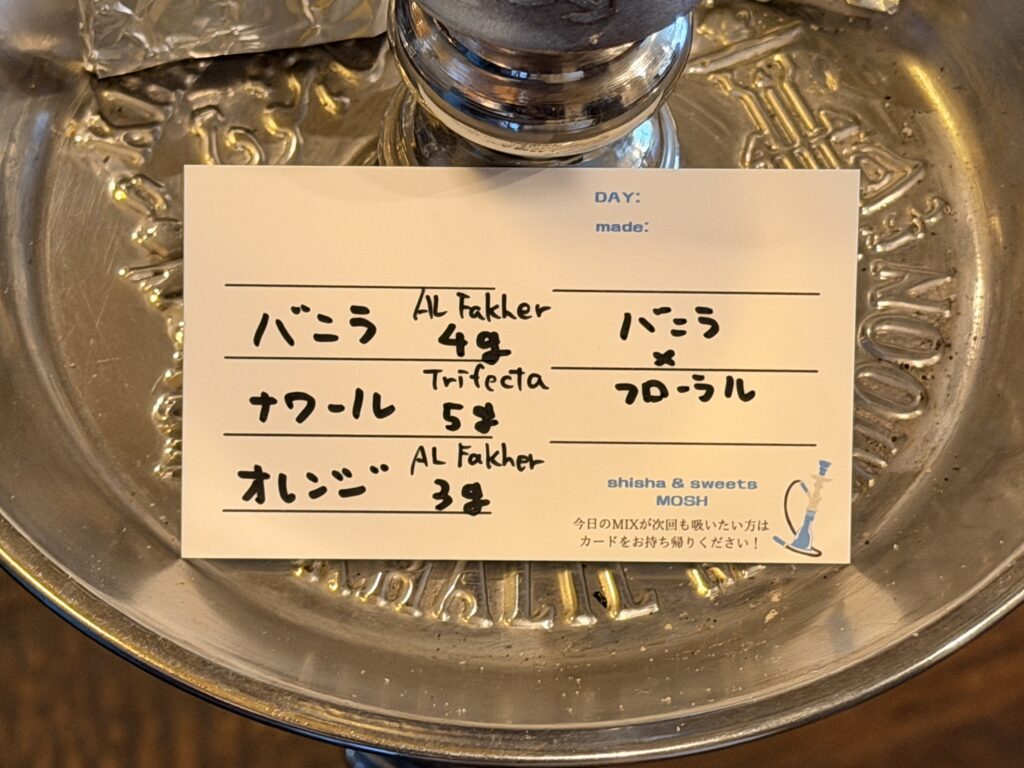 DAY:
made:
バニラ AL Fakher 4g
ナワール Trifecta 5g
オレンジ AL Fakher 3g
バニラ
×
フローラル
shisha & sweets
MOSH
今日のMIXが次回も吸いたい方は
カードをお持ち帰りください！